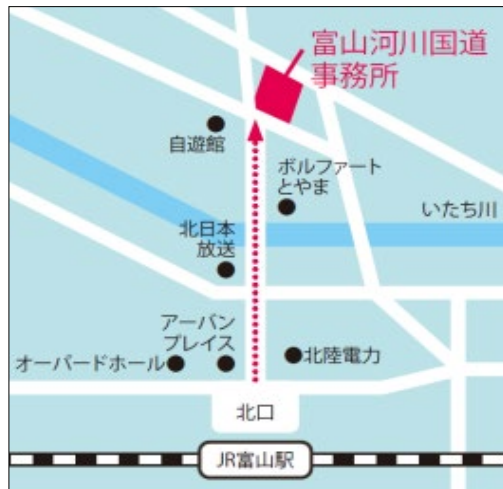 富山河川国道
事務所
自遊館
ボルファート
とやま
いたち川
北日本
放送
アーバン
プレイス
オーバードホール
北陸電力
北口
JR富山駅